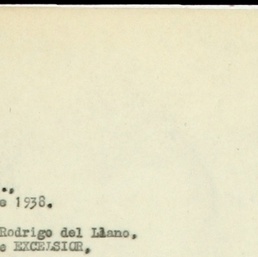 .,
e 1938.
Rodrigo del Llano,
e EXCELSIOR,